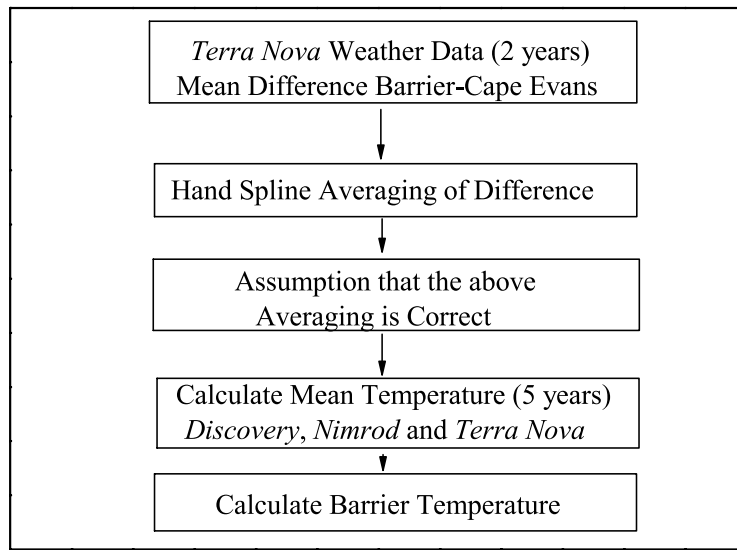 Terra Nova Weather Data (2 years)
Mean Difference Barrier-Cape Evans
Hand Spline Averaging of Difference
Assumption that the above
Averaging is Correct
Calculate Mean Temperature (5 years)
Discovery, Nimrod and Terra Nova
Calculate Barrier Temperature